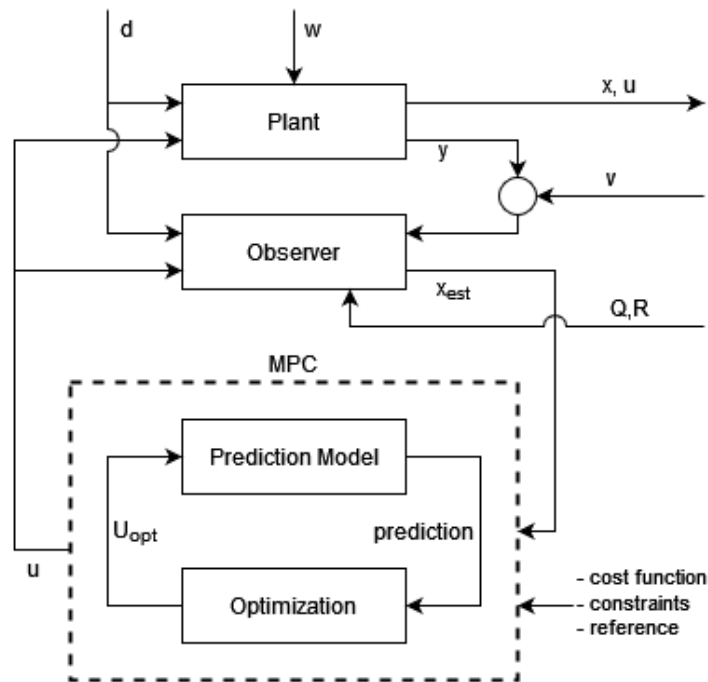 d
w
x, u
Plant
y
v
Observer
x_est
Q,R
MPC
Prediction Model
U_opt
prediction
u
Optimization
- cost function
- constraints
- reference